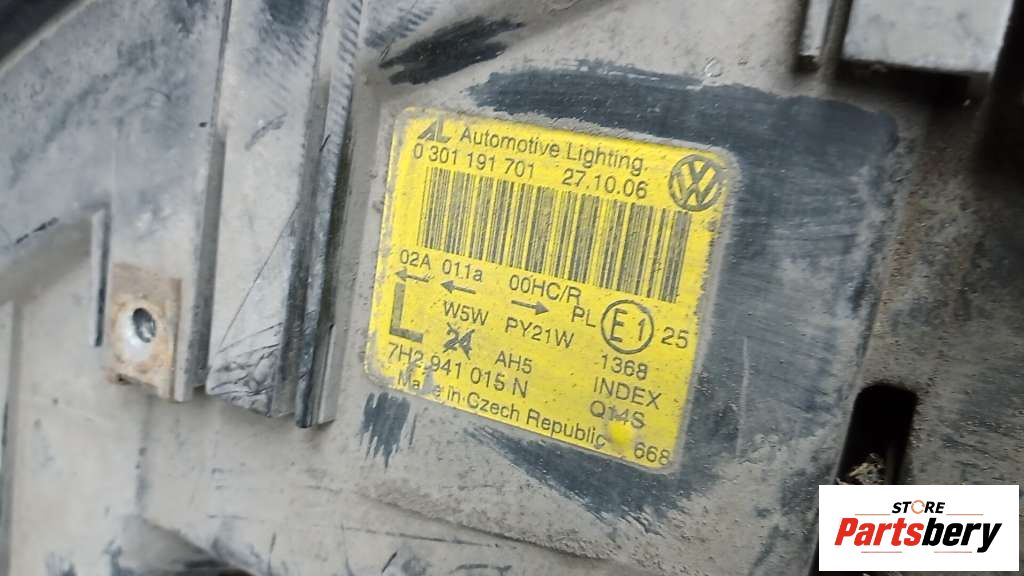 AL Automotive Lighting.
0 301 191 701 27.10.06
02A 01.1a 00HC/R PL E1 25
L W5W PY21W 1368
24 AH5 INDEX
7H2 941 015 N Q14S
Made in Czech Republic 668
STORE
Partsbery